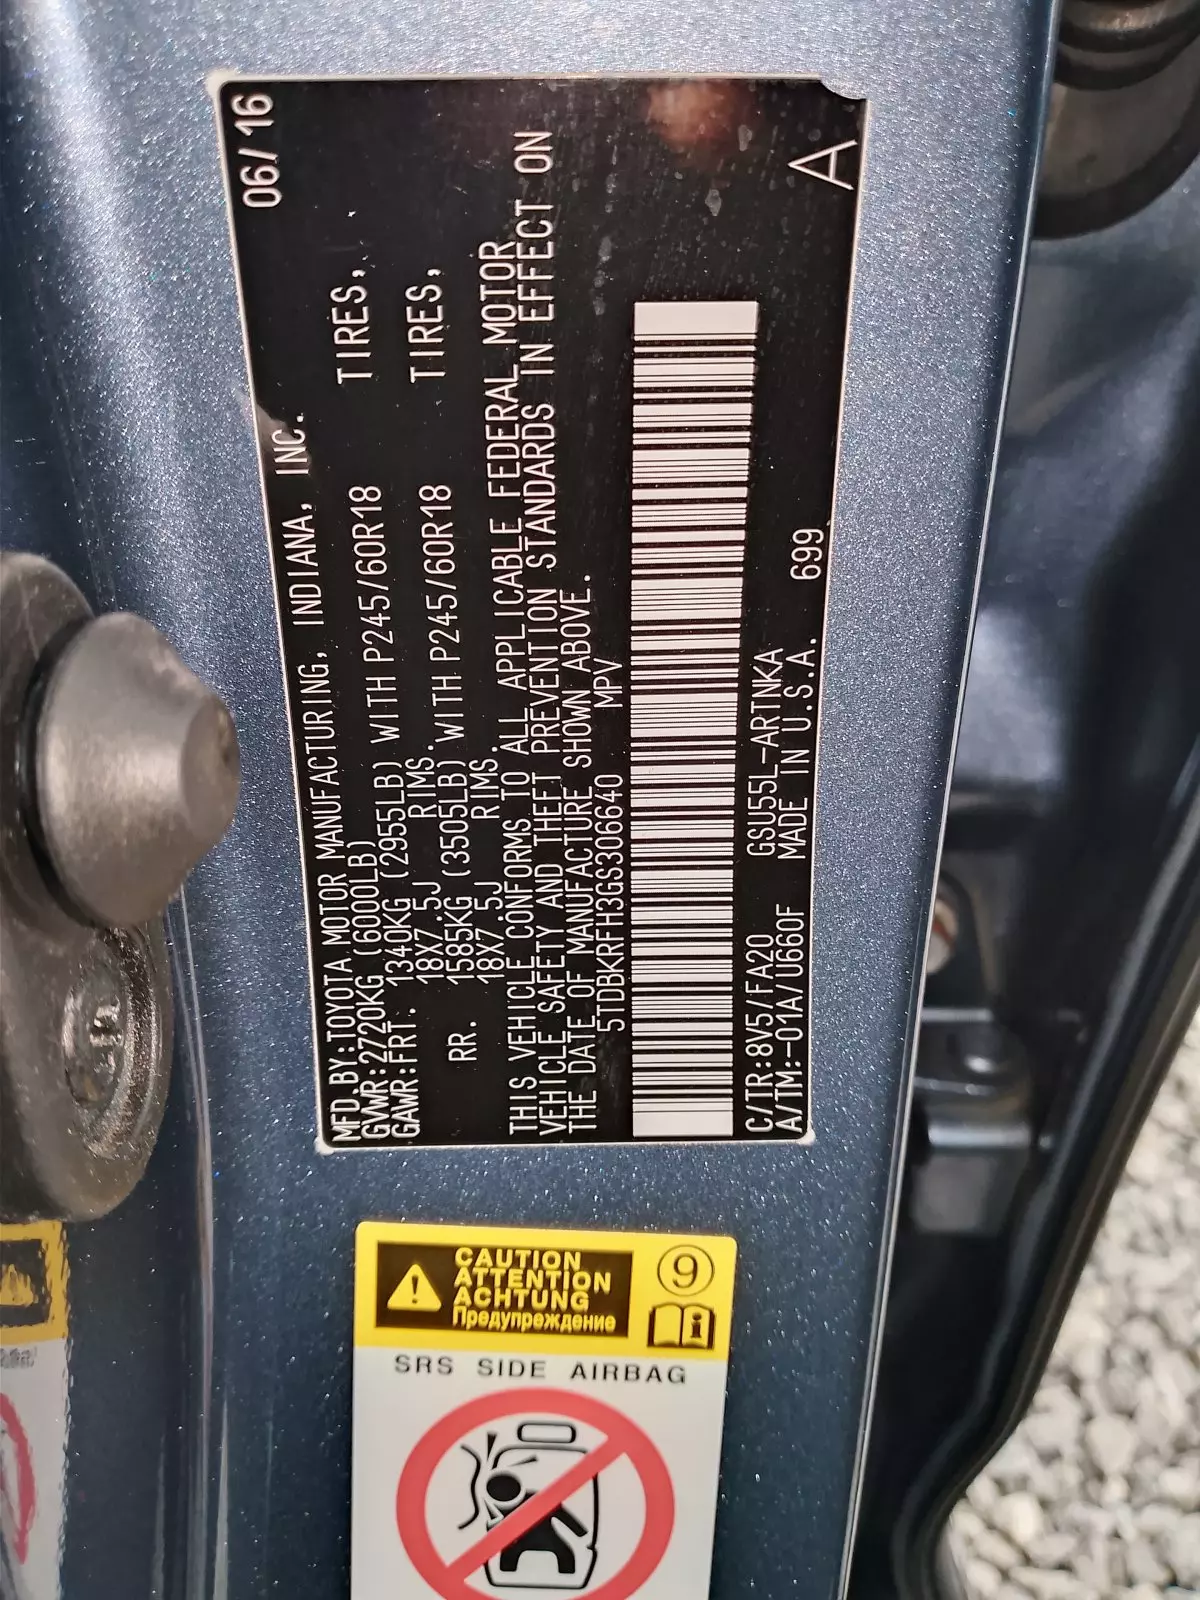 06/16
MFD.BY:TOYOTA MOTOR MANUFACTURING, INDIANA, INC.
GVWR:2720KG (6000LB)
GAWR:FRT. 1340KG (2955LB) WITH P245/60R18 TIRES,
18X7.5J RIMS.
RR. 1585KG (3505LB) WITH P245/60R18 TIRES,
18X7.5J RIMS.
THIS VEHICLE CONFORMS TO ALL APPLICABLE FEDERAL MOTOR
VEHICLE SAFETY AND THEFT PREVENTION STANDARDS IN EFFECT ON
THE DATE OF MANUFACTURE SHOWN ABOVE.
5TDBKRFH3GS306640 MPV
C/TR:8V5/FA20 GSU55L-ARTNKA
A/TM:-01A/U660F MADE IN U.S.A. 699
A
CAUTION
ATTENTION
ACHTUNG
Предупреждение
9
i
SRS SIDE AIRBAG